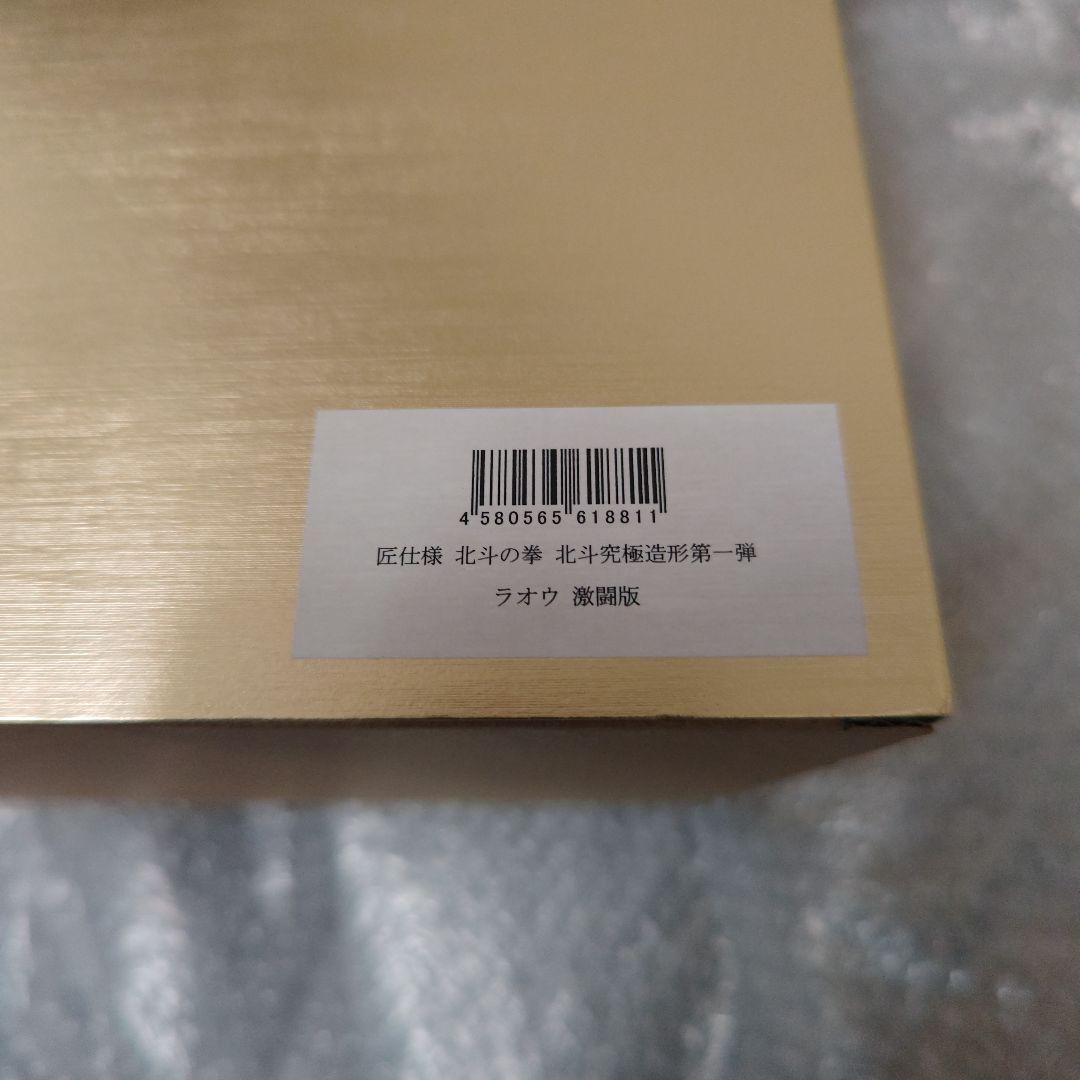 4 580565 618811
匠仕様 北斗の拳 北斗究極造形第一弾
ラオウ 激闘版